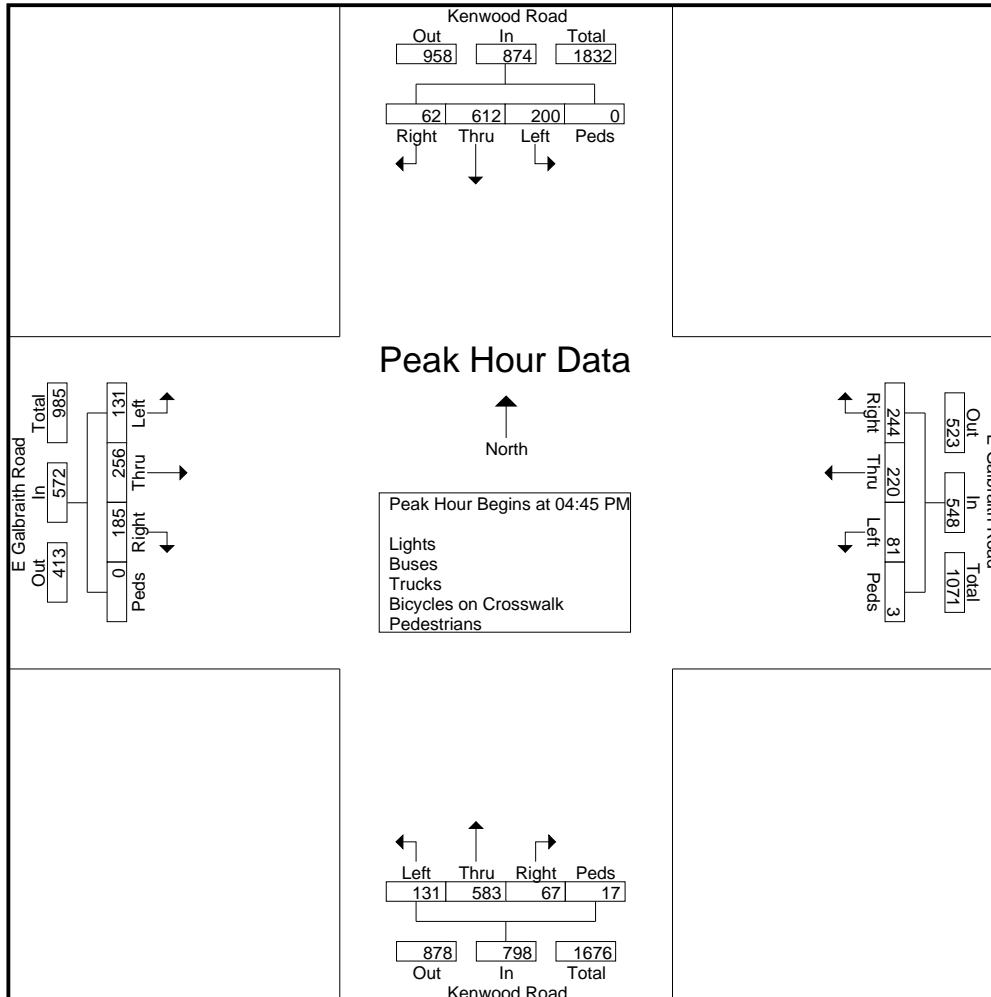 Kenwood Road
Out In Total
958 874 1832
62 612 200 0
Right Thru Left Peds
Peak Hour Data
North
Peak Hour Begins at 04:45 PM
Lights
Buses
Trucks
Bicycles on Crosswalk
Pedestrians
E Galbraith Road
Total In Out
985 572 413
131 256 185 0
Left Thru Right Peds
E Galbraith Road
Out In Total
523 548 1071
244 220 81 3
Right Thru Left Peds
Left Thru Right Peds
131 583 67 17
878 798 1676
Out In Total
Kenwood Road